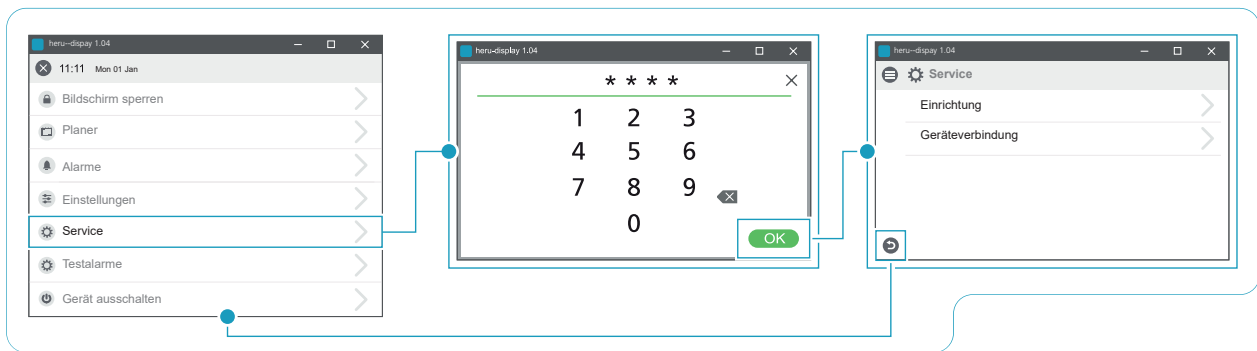 heru--dispay 1.04
11:11 Mon 01 Jan
Bildschirm sperren
Planer
Alarme
Einstellungen
Service
Testalarme
Gerät ausschalten
heru-display 1.04
* * * *
1 2 3
4 5 6
7 8 9
0
OK
heru--dispay 1.04
Service
Einrichtung
Geräteverbindung